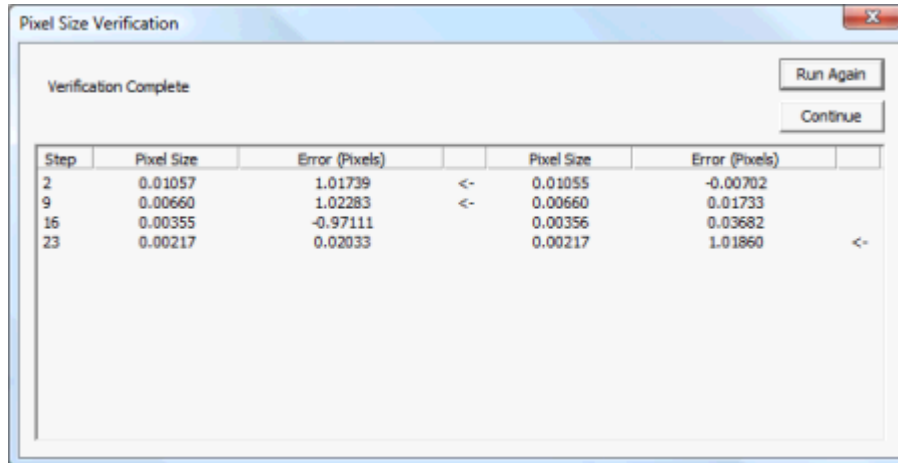 Pixel Size Verification
Verification Complete
Run Again
Continue
Step Pixel Size Error (Pixels) Pixel Size Error (Pixels)
2 0.01057 1.01739 <- 0.01055 -0.00702
9 0.00660 1.02283 <- 0.00660 0.01733
16 0.00355 -0.97111 0.00356 0.03682
23 0.00217 0.02033 0.00217 1.01860 <-